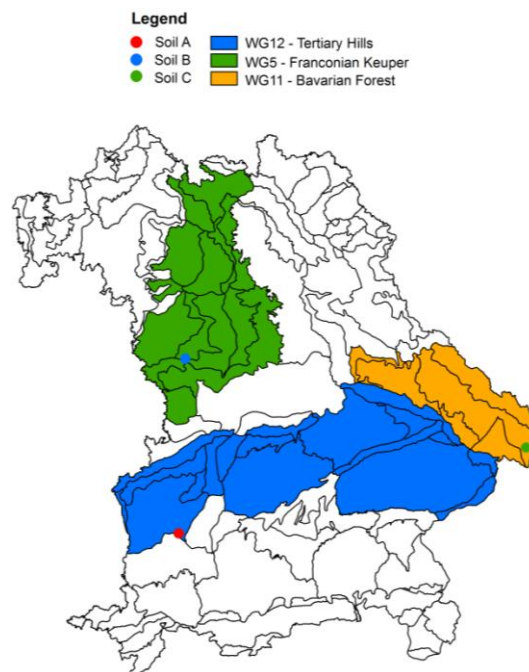 Legend
Soil A WG12 - Tertiary Hills
Soil B WG5 - Franconian Keuper
Soil C WG11 - Bavarian Forest